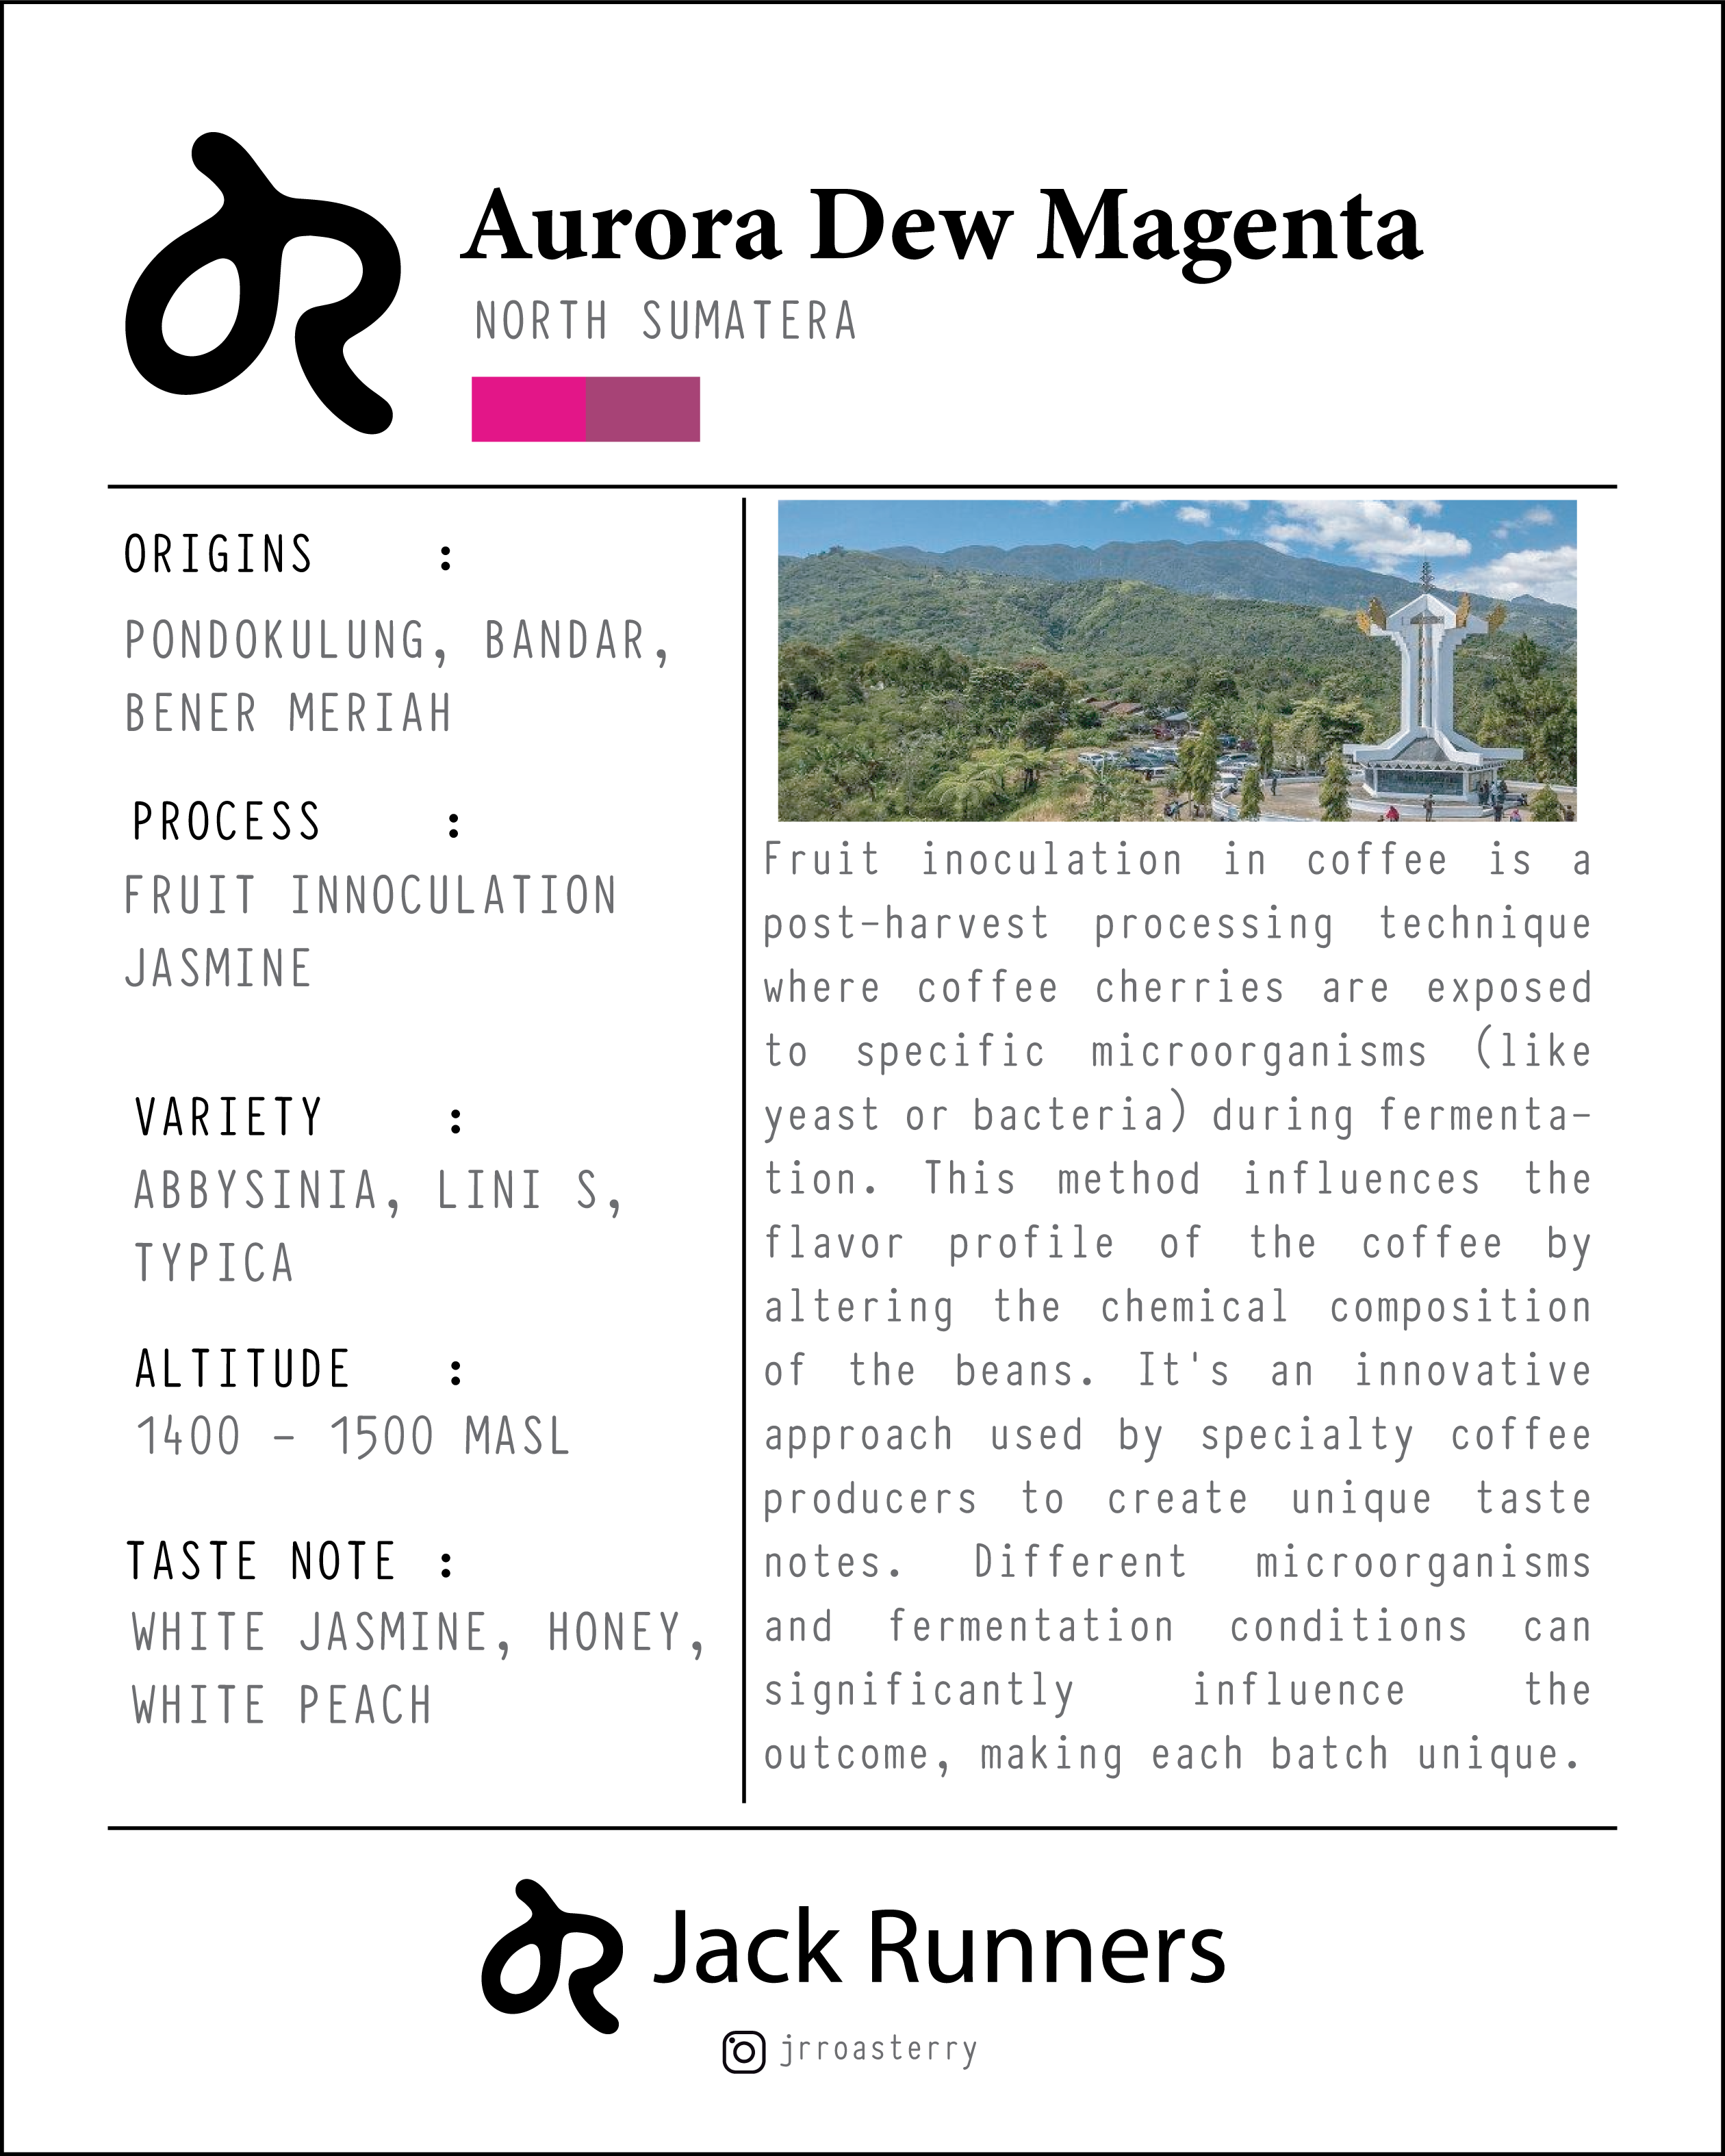 Aurora Dew Magenta
NORTH SUMATERA
ORIGINS :
PONDOKULUNG, BANDAR,
BENER MERIAH
PROCESS :
FRUIT INNOCULATION
JASMINE
VARIETY :
ABBYSINIA, LINI S,
TYPICA
ALTITUDE :
1400 - 1500 MASL
TASTE NOTE :
WHITE JASMINE, HONEY,
WHITE PEACH
Fruit inoculation in coffee is a
post-harvest processing technique
where coffee cherries are exposed
to specific microorganisms (like
yeast or bacteria) during fermenta-
tion. This method influences the
flavor profile of the coffee by
altering the chemical composition
of the beans. It's an innovative
approach used by specialty coffee
producers to create unique taste
notes. Different microorganisms
and fermentation conditions can
significantly influence the
outcome, making each batch unique.
Jack Runners
jrroasterry